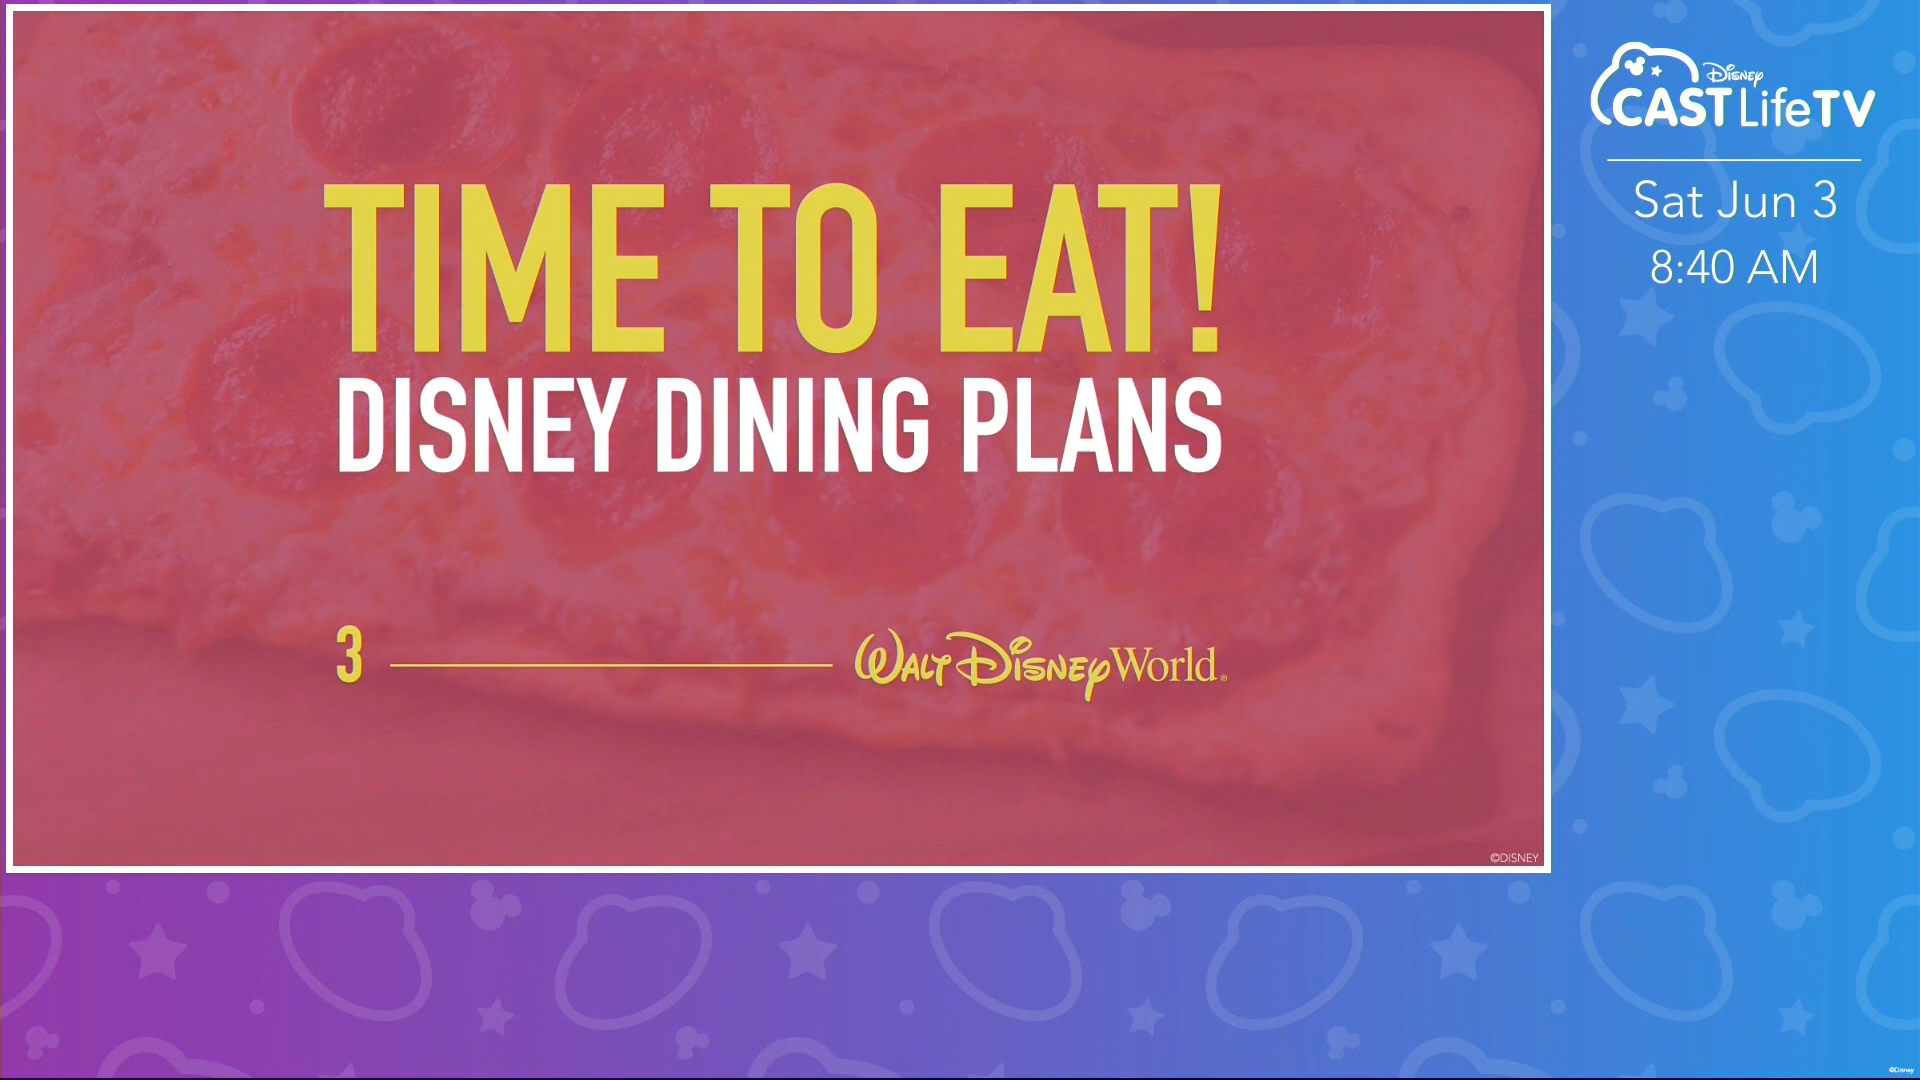 TIME TO EAT!
DISNEY DINING PLANS
3
WALT DISNEY World®
©DISNEY
DISNEY
CAST LifeTV
Sat Jun 3
8:40 AM
©Disney